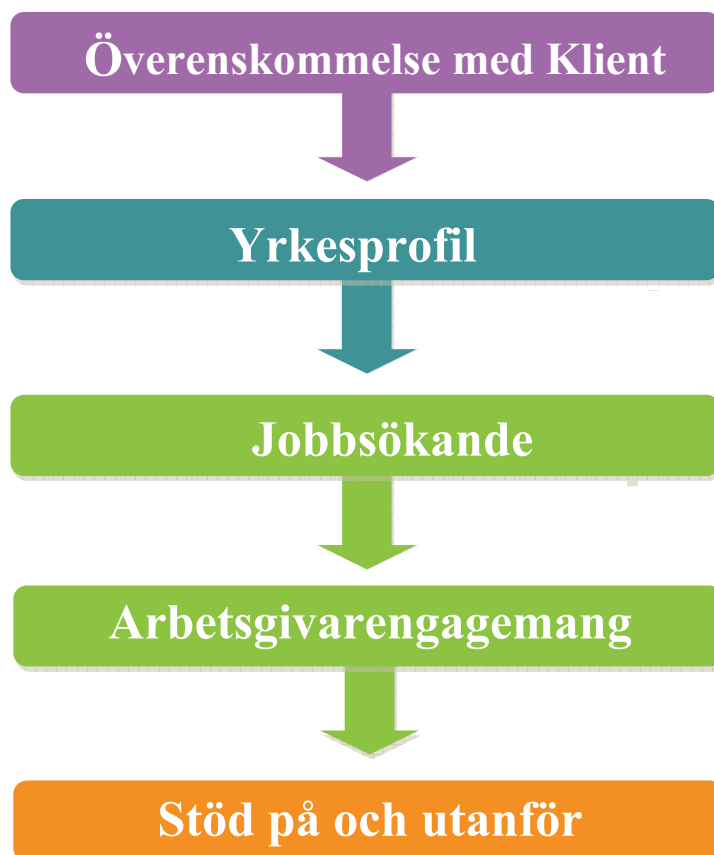 Överenskommelse med Klient
Yrkesprofil
Jobbsökande
Arbetsgivarengagemang
Stöd på och utanför